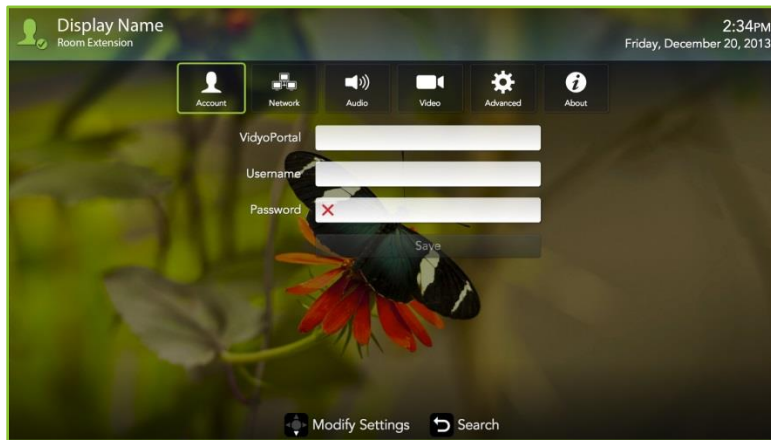 Display Name
Room Extension
2:34PM
Friday, December 20, 2013
Account
Network
Audio
Video
Advanced
About
VidyoPortal
Username
Password
Save
Modify Settings
Search